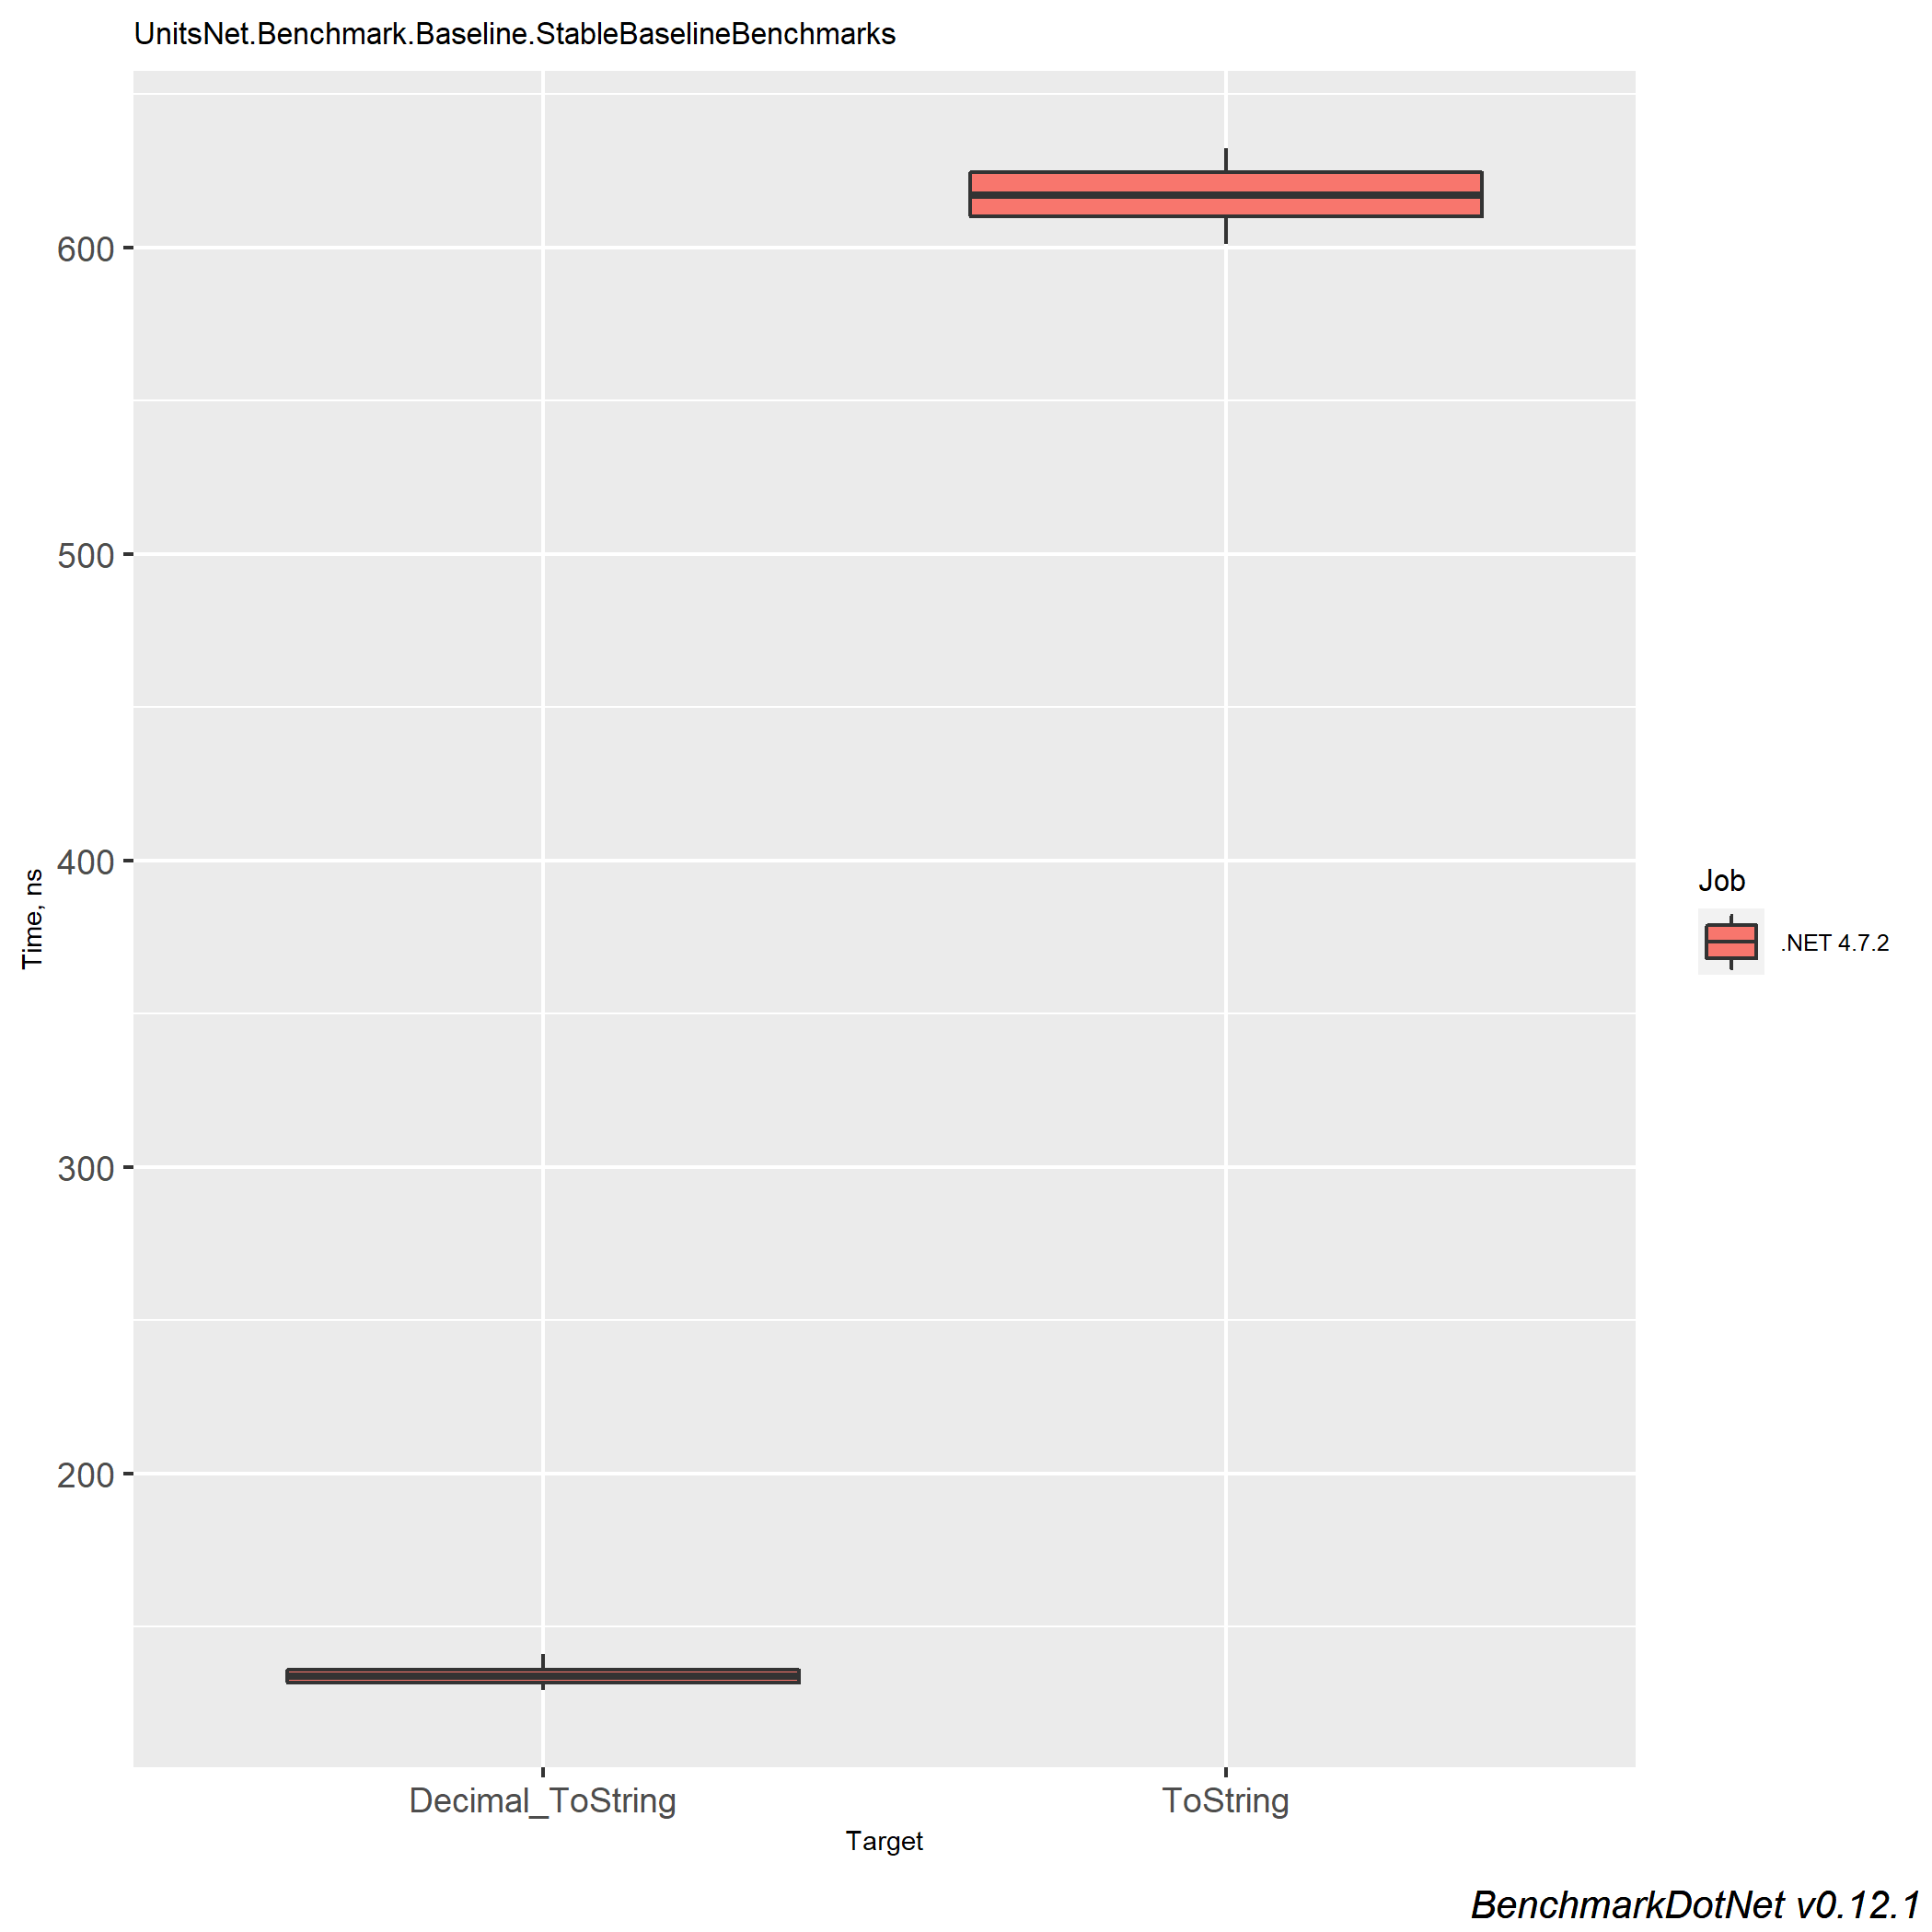 UnitsNet.Benchmark.Baseline.StableBaselineBenchmarks
600
500
400
300
200
Time, ns
Decimal_ToString
ToString
Target
Job
.NET 4.7.2
BenchmarkDotNet v0.12.1